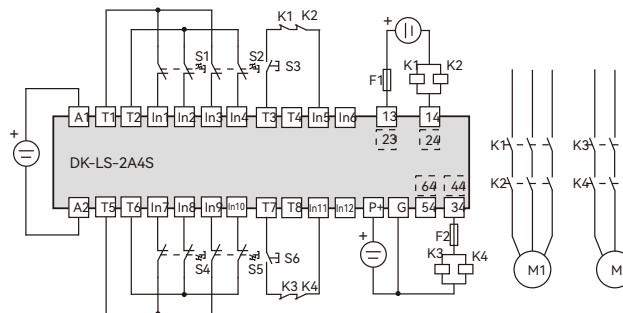 K1 K2
+
S1 S2 S3
F1 K1 K2
+
A1 T1 T2 In1 In2 In3 In4 T3 T4 In5 In6 13 14
23 24
DK-LS-2A4S
K1 K3
64 44
K2 K4
A2 T5 T6 In7 In8 In9 In10 T7 T8 In11 In12 P+ G 54 34
F2
S4 S5 S6
+
K3 K4
K3 K4
M1 M